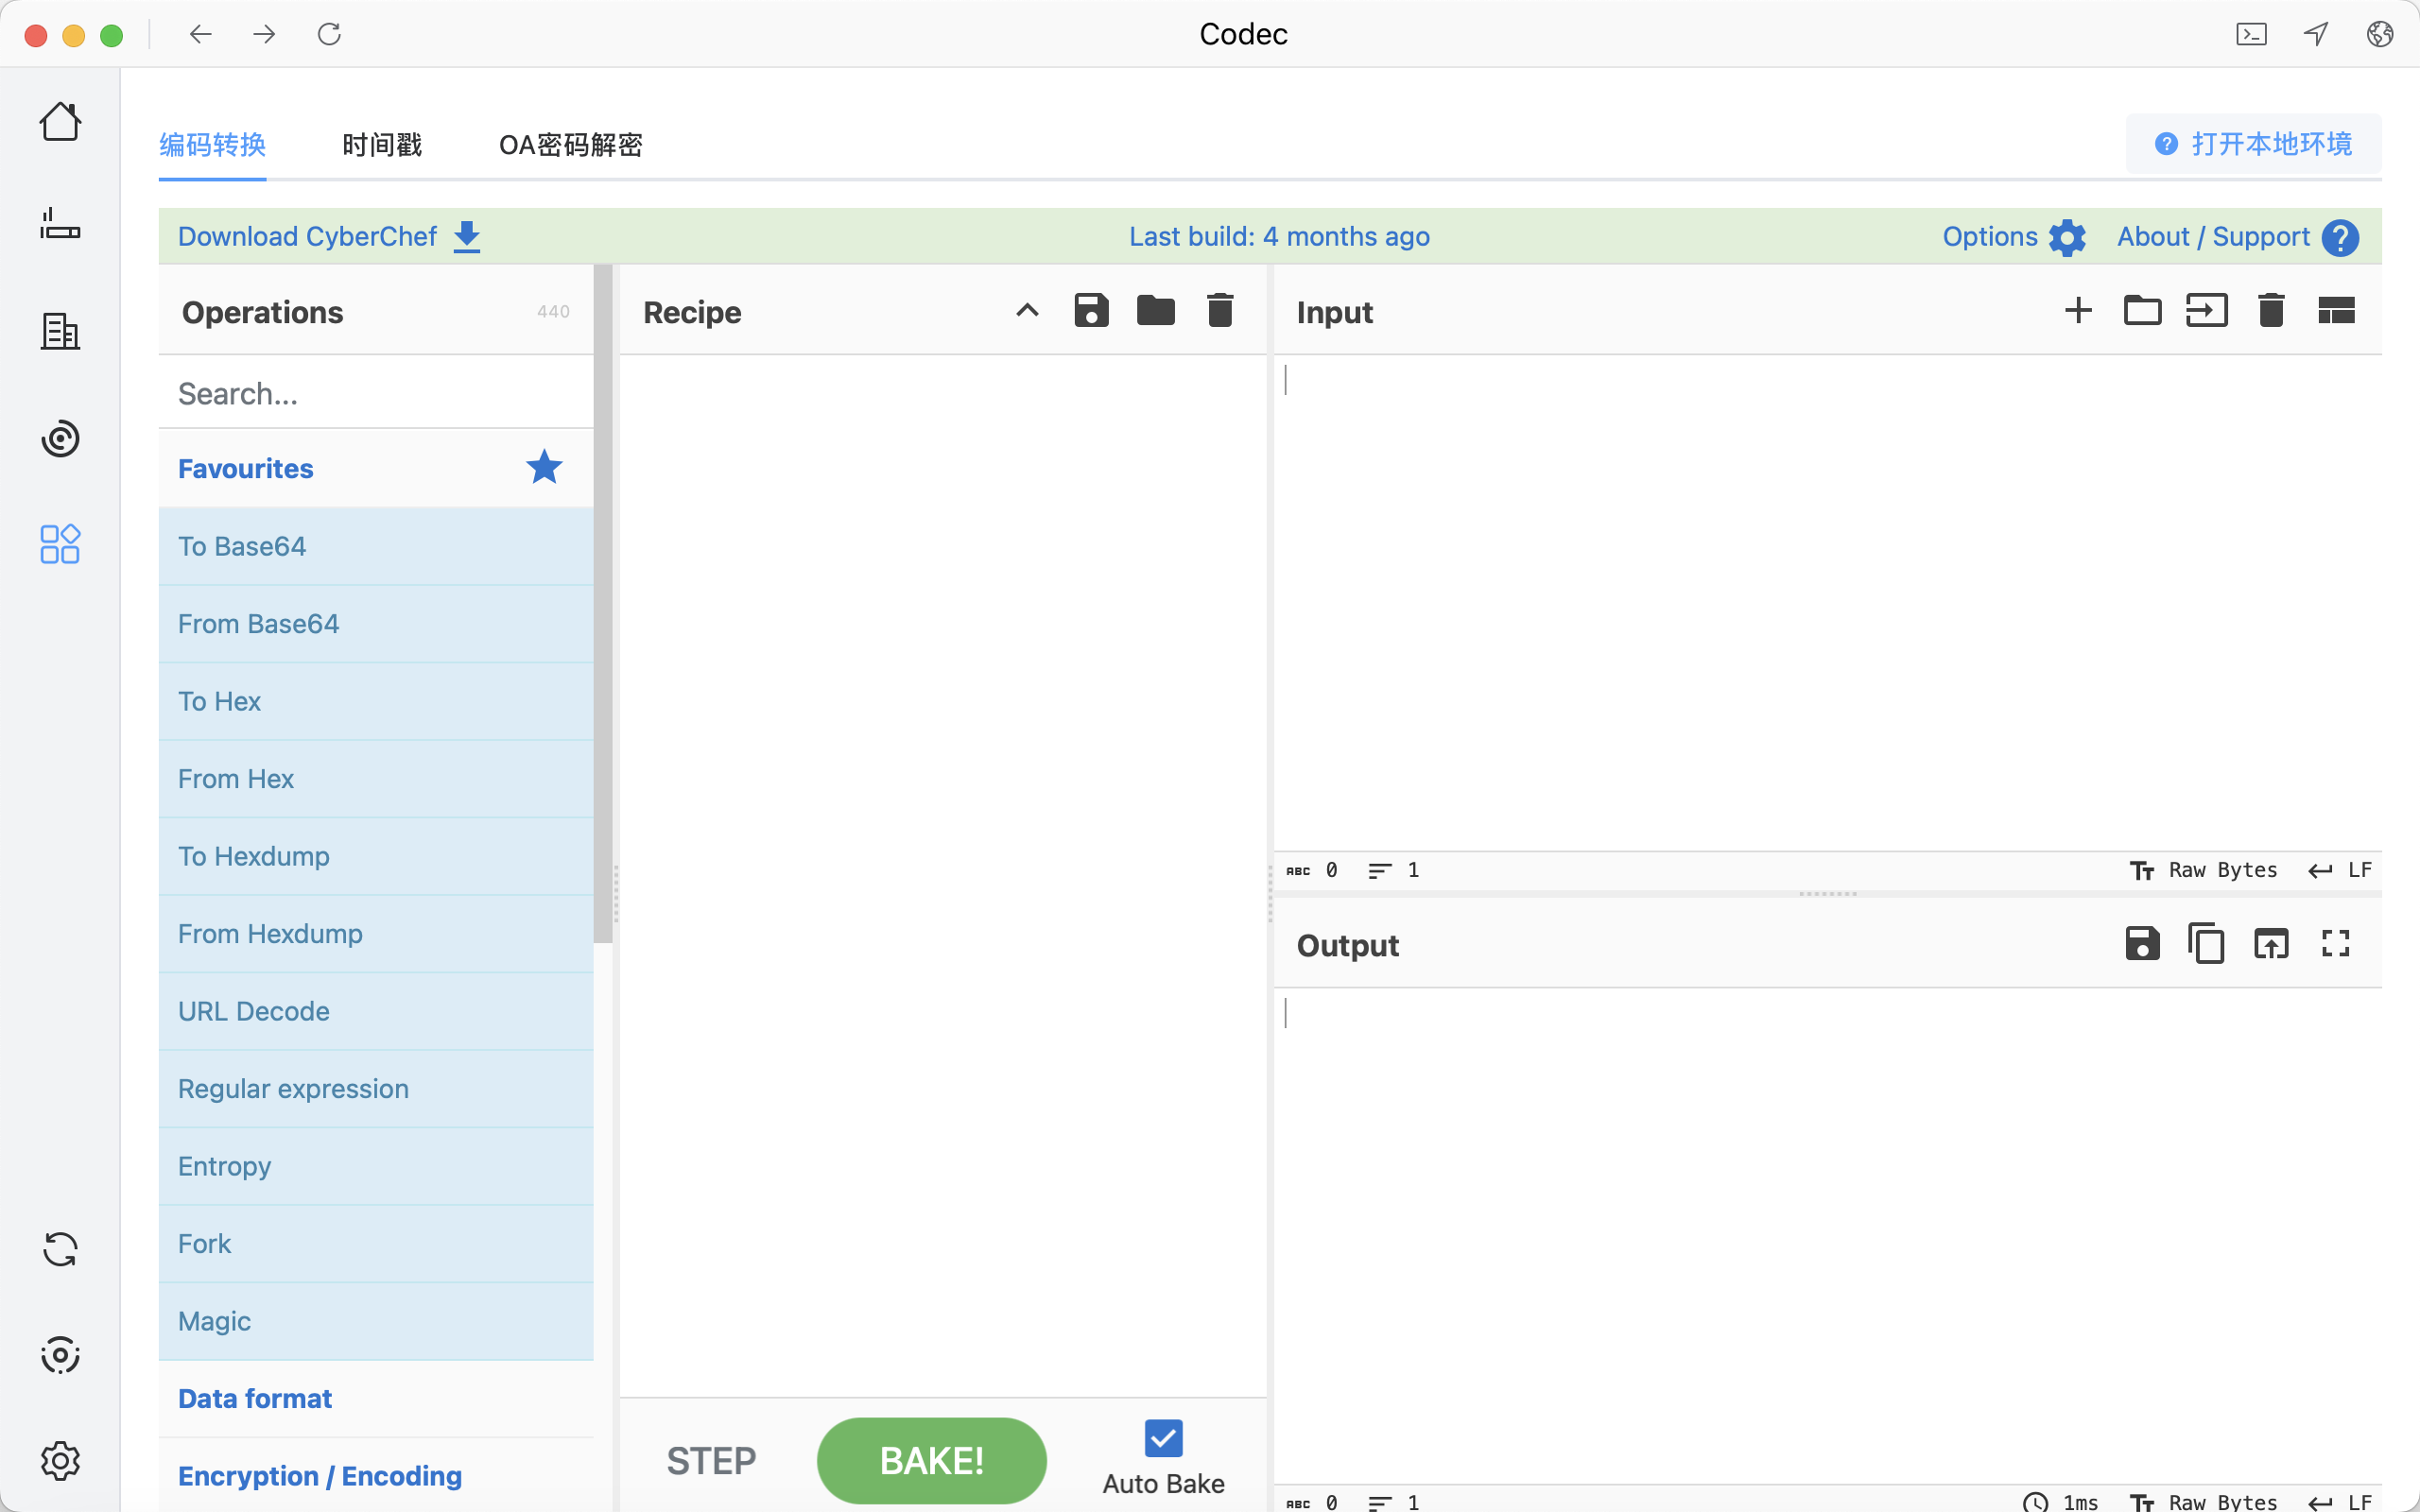 Codec
编码转换
时间戳
OA密码解密
打开本地环境
Download CyberChef
Last build: 4 months ago
Options
About / Support
Operations
440
Recipe
Input
Search...
Favourites
To Base64
From Base64
To Hex
From Hex
To Hexdump
From Hexdump
URL Decode
Regular expression
Entropy
Fork
Magic
Data format
Encryption / Encoding
STEP
BAKE!
Auto Bake
ABC 0 1
Tт Raw Bytes LF
Output
ABC 0 1
1ms Tт Raw Bytes LF